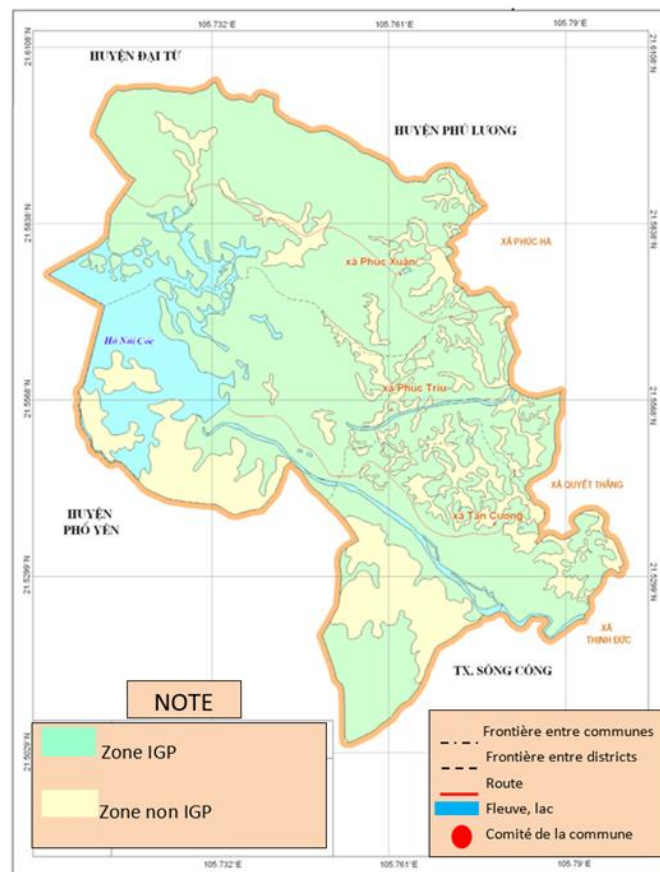 105.732°E 105.761°E 105.79°E
21.6108°N 21.6108°N
HUYỆN ĐẠI TỪ
HUYỆN PHÚ LƯƠNG
21.5838°N 21.5838°N
XÃ PHÚC HÀ
xã Phúc Xuân
Hồ Núi Cốc
xã Phúc Trìu
21.5568°N 21.5568°N
XÃ QUYẾT THẮNG
HUYỆN
PHỔ YÊN
xã Tân Cương
21.5299°N 21.5299°N
XÃ
THỊNH ĐỨC
TX. SÔNG CÔNG
NOTE
Zone IGP
Zone non IGP
Frontière entre communes
Frontière entre districts
Route
Fleuve, lac
Comité de la commune
21.5029°N 21.5029°N
105.732°E 105.761°E 105.79°E